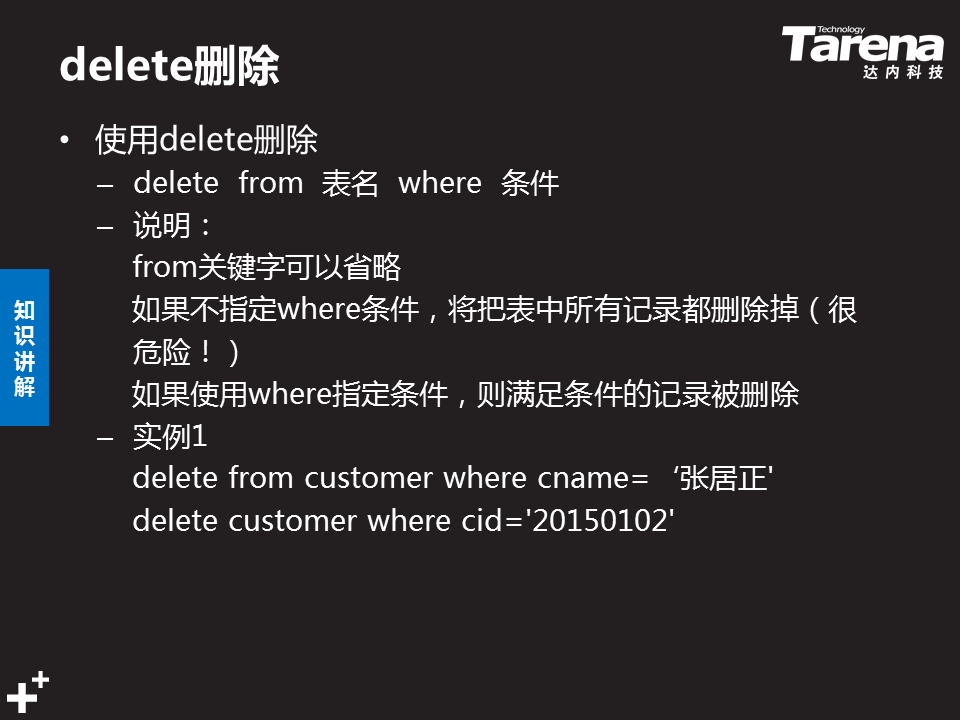 delete删除
Technology
Tarena
达内科技
• 使用delete删除
– delete from 表名 where 条件
– 说明：
from关键字可以省略
如果不指定where条件，将把表中所有记录都删除掉（很
危险！）
如果使用where指定条件，则满足条件的记录被删除
– 实例1
delete from customer where cname=‘张居正'
delete customer where cid='20150102'
知
识
讲
解